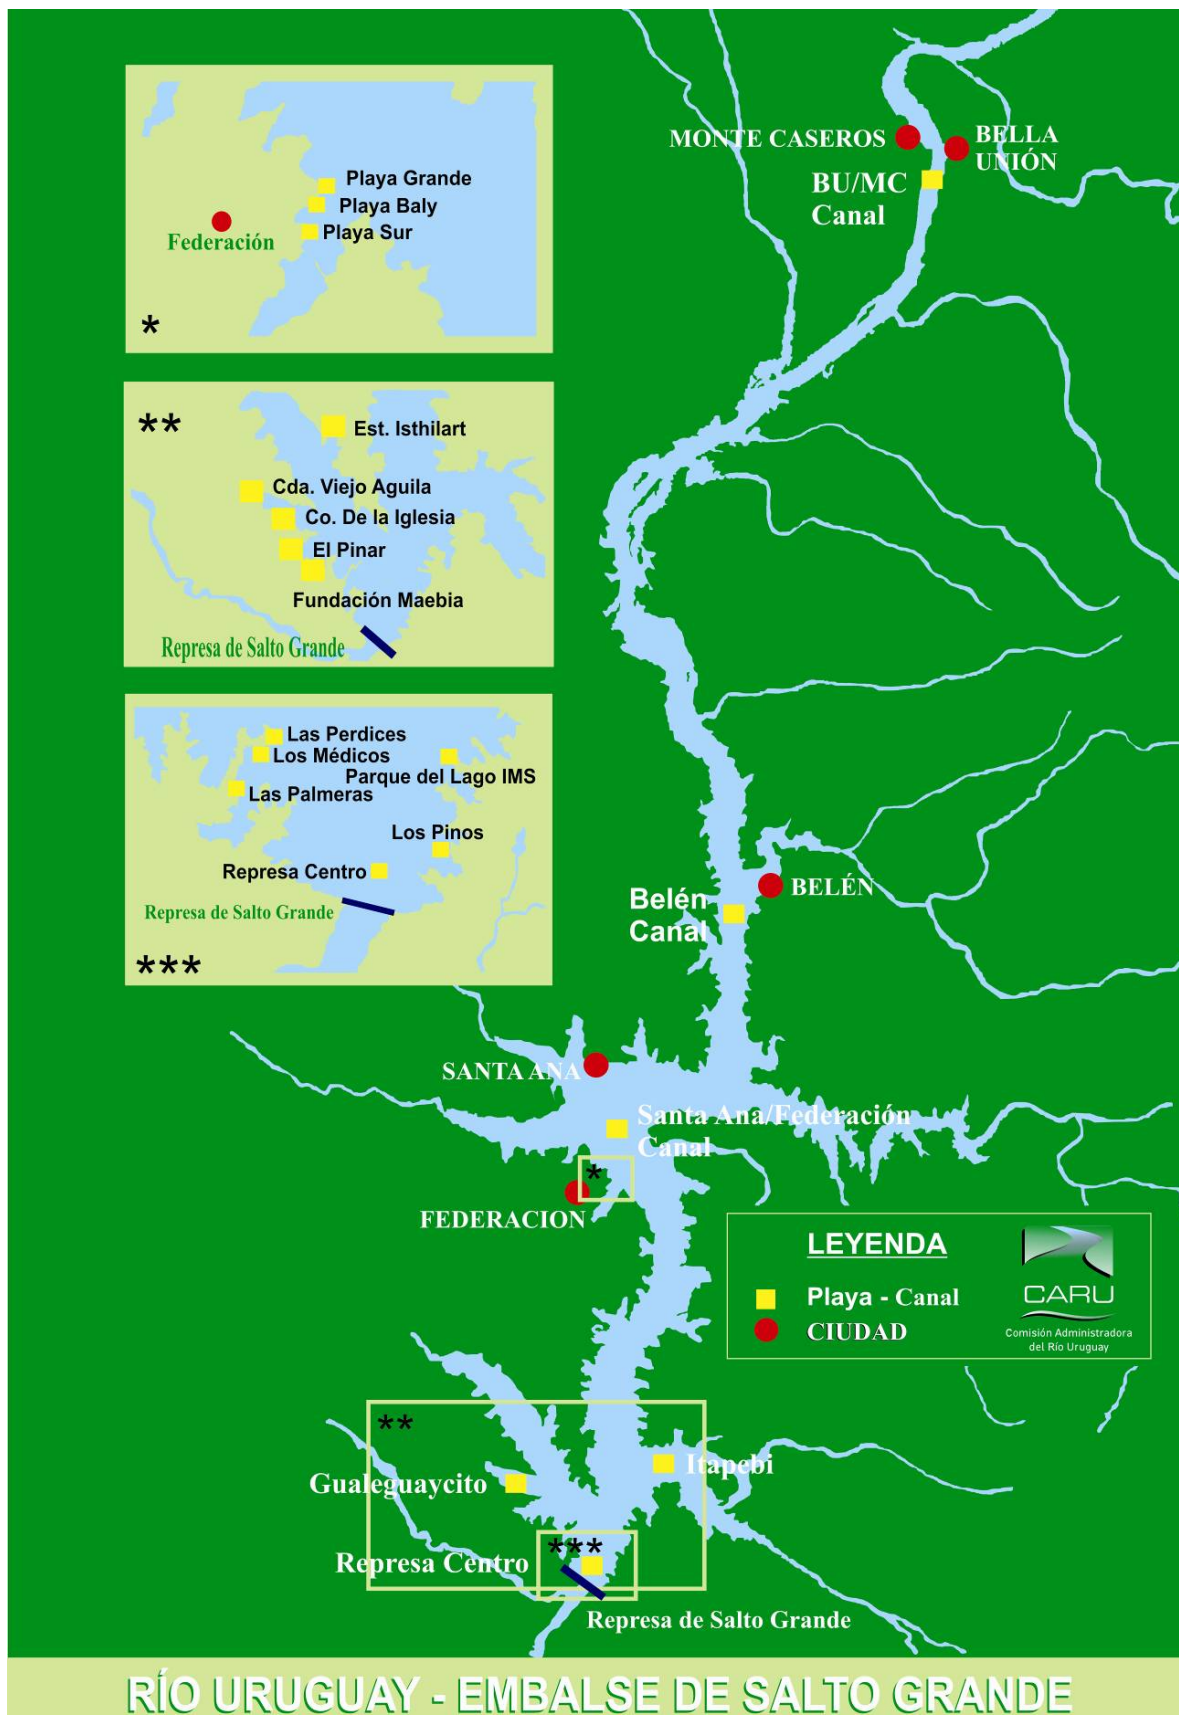 MONTE CASEROS
BELLA
UNIÓN
BU/MC
Canal
Playa Grande
Playa Baly
Playa Sur
Federación
*
**
Est. Isthilart
Cda. Viejo Aguila
Co. De la Iglesia
El Pinar
Fundación Maebia
Represa de Salto Grande
Las Perdices
Los Médicos
Parque del Lago IMS
Las Palmeras
Los Pinos
Represa Centro
Represa de Salto Grande
***
BELÉN
Belén
Canal
SANTA ANA
Santa Ana/Federación
Canal
*
FEDERACION
LEYENDA
Playa - Canal
CIUDAD
CARU
Comisión Administradora
del Río Uruguay
**
Itapebi
Gualeguaycito
***
Represa Centro
Represa de Salto Grande
RÍO URUGUAY - EMBALSE DE SALTO GRANDE